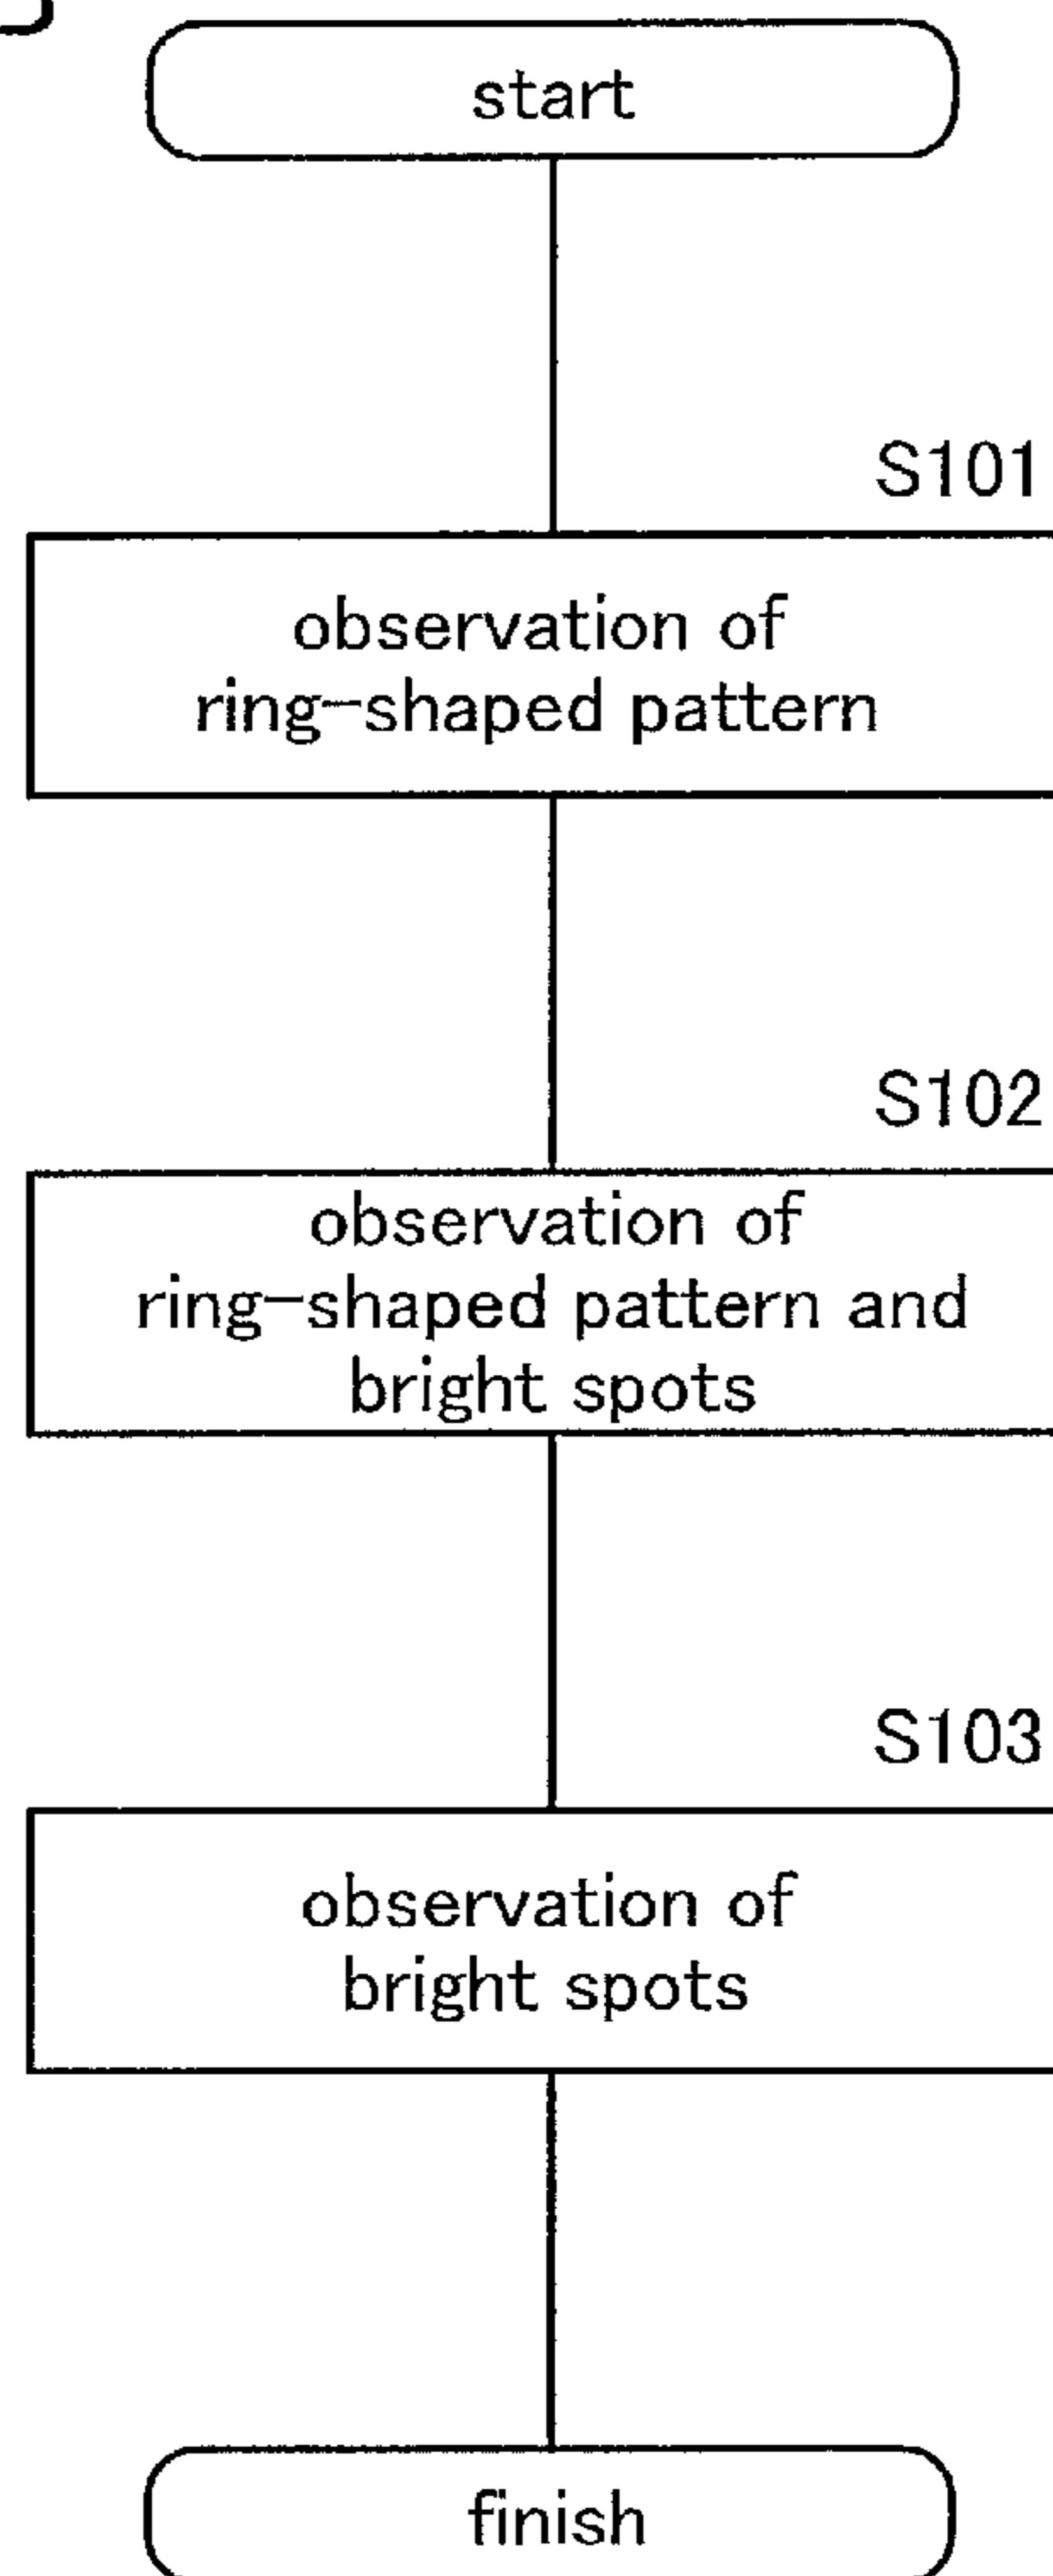 start
S101
observation of
ring-shaped pattern
S102
observation of
ring-shaped pattern and
bright spots
S103
observation of
bright spots
finish